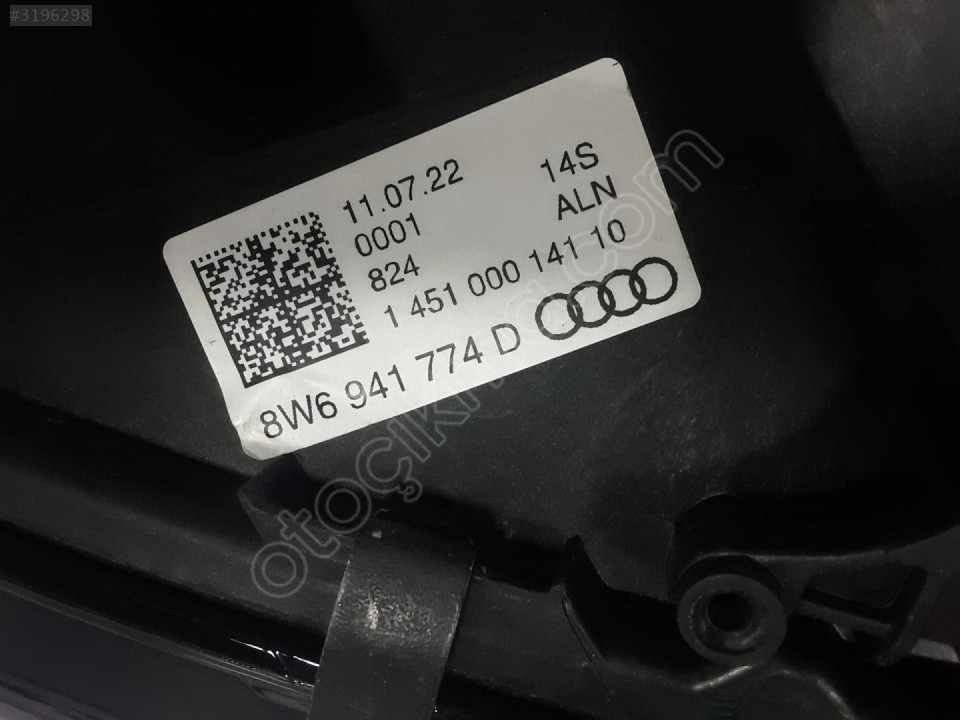 #3196298
11.07.22 14S
0001 ALN
824
1 451 000 141 10
8W6 941 774 D
otoçıkma.com